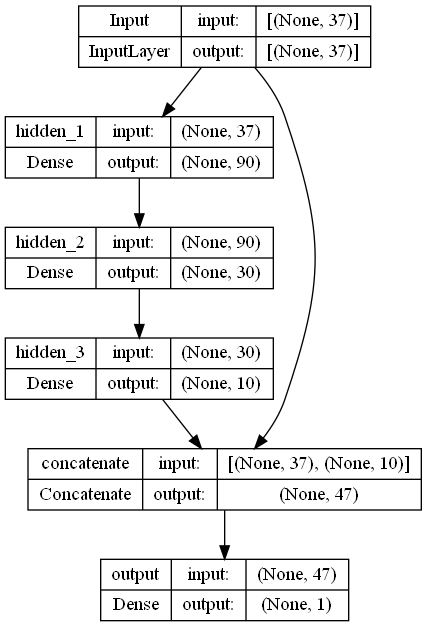 Input input: [(None, 37)]
InputLayer output: [(None, 37)]
hidden_1 input: (None, 37)
Dense output: (None, 90)
hidden_2 input: (None, 90)
Dense output: (None, 30)
hidden_3 input: (None, 30)
Dense output: (None, 10)
concatenate input: [(None, 37), (None, 10)]
Concatenate output: (None, 47)
output input: (None, 47)
Dense output: (None, 1)